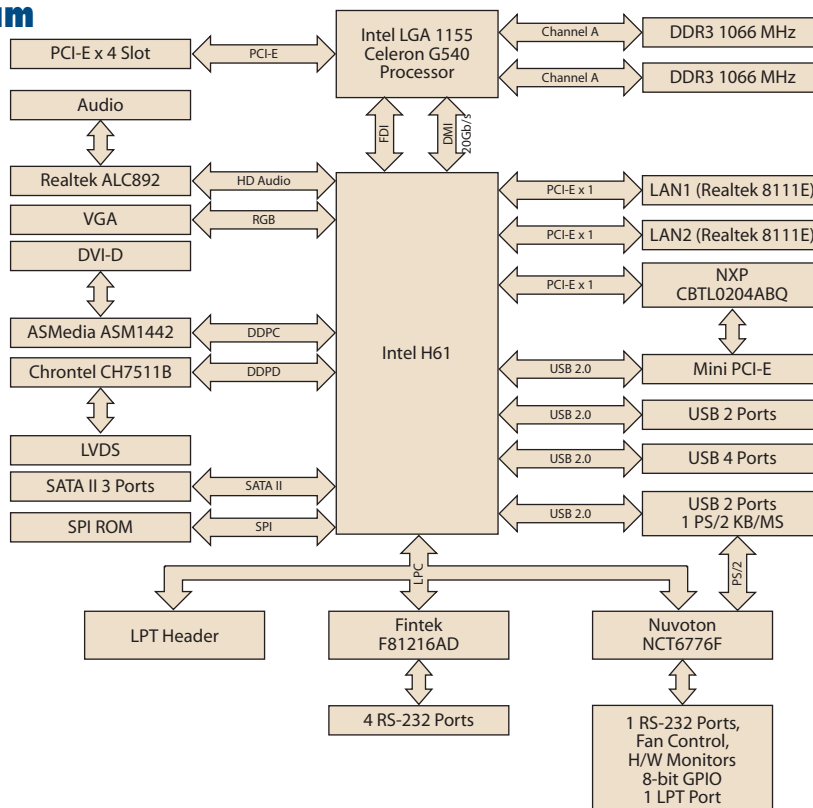 um
Intel LGA 1155
Celeron G540
Processor
PCI-E x 4 Slot
PCI-E
Channel A
DDR3 1066 MHz
Channel A
DDR3 1066 MHz
Audio
FDI
DMI
20Gb/s
Realtek ALC892
HD Audio
VGA
RGB
DVI-D
ASMedia ASM1442
DDPC
Chrontel CH7511B
DDPD
LVDS
SATA II 3 Ports
SATA II
SPI ROM
SPI
Intel H61
PCI-E x 1
LAN1 (Realtek 8111E)
PCI-E x 1
LAN2 (Realtek 8111E)
PCI-E x 1
NXP
CBTL0204ABQ
USB 2.0
Mini PCI-E
USB 2.0
USB 2 Ports
USB 2.0
USB 4 Ports
USB 2.0
USB 2 Ports
1 PS/2 KB/MS
LPC
PS/2
LPT Header
Fintek
F81216AD
Nuvoton
NCT6776F
4 RS-232 Ports
1 RS-232 Ports,
Fan Control,
H/W Monitors
8-bit GPIO
1 LPT Port